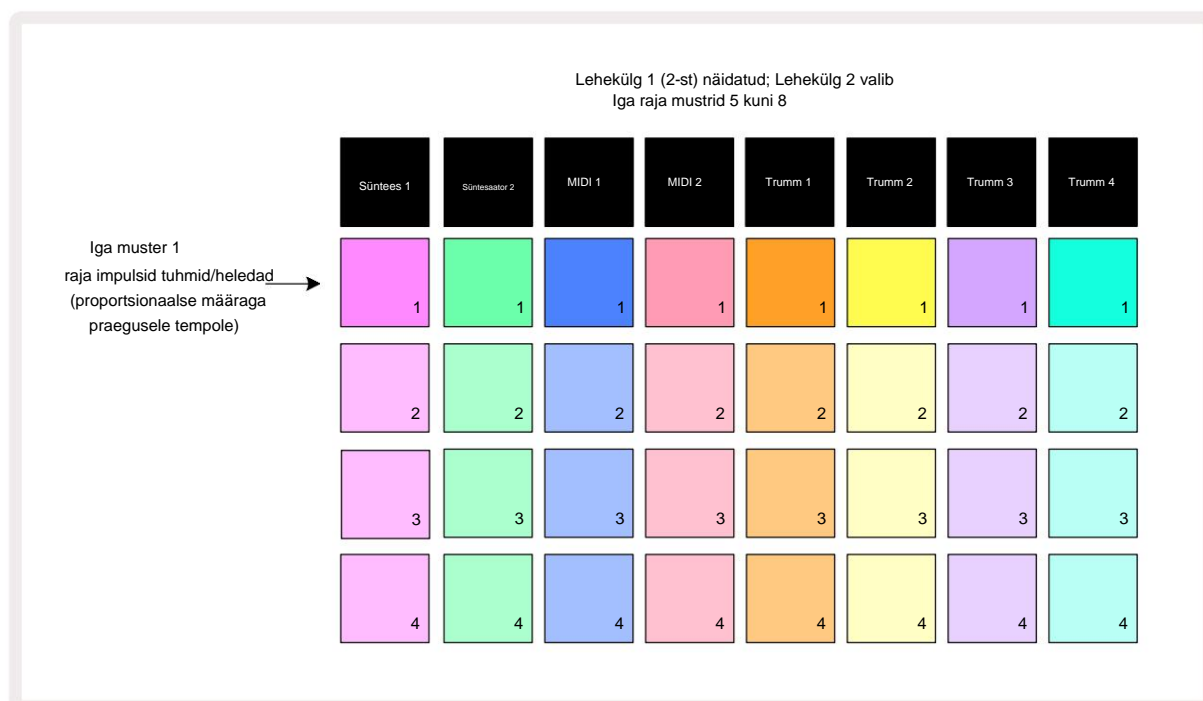 Lehekülg 1 (2-st) näidatud; Lehekülg 2 valib
Iga raja mustrid 5 kuni 8
Süntees 1
Süntesaator 2
MIDI 1
MIDI 2
Trumm 1
Trumm 2
Trumm 3
Trumm 4
Iga muster 1
raja impulsid tuhmid/heledad
(proportsionaalse määraga
praegusele tempole)
1 1 1 1 1 1 1 1
2 2 2 2 2 2 2 2
3 3 3 3 3 3 3 3
4 4 4 4 4 4 4 4